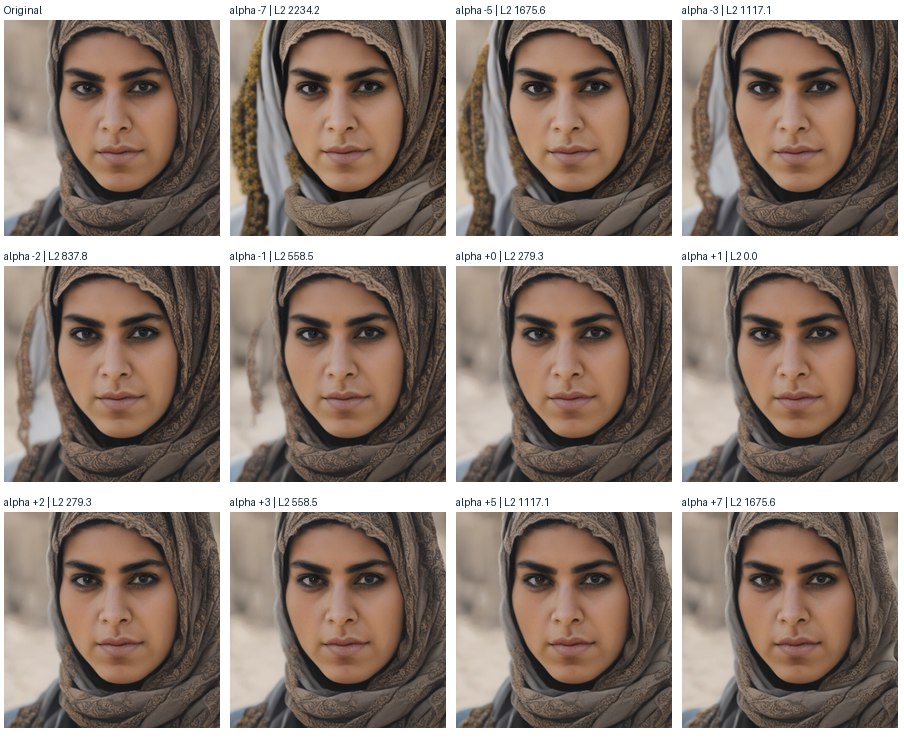 Original
alpha -7 | L2 2234.2
alpha -5 | L2 1675.6
alpha -3 | L2 1117.1
alpha -2 | L2 837.8
alpha -1 | L2 558.5
alpha +0 | L2 279.3
alpha +1 | L2 0.0
alpha +2 | L2 279.3
alpha +3 | L2 558.5
alpha +5 | L2 1117.1
alpha +7 | L2 1675.6